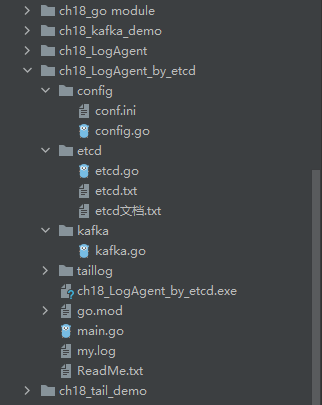 ch18_go module
ch18_kafka_demo
ch18_LogAgent
ch18_LogAgent_by_etcd
config
conf.ini
config.go
etcd
etcd.go
etcd.txt
etcd文档.txt
kafka
kafka.go
taillog
ch18_LogAgent_by_etcd.exe
go.mod
main.go
my.log
ReadMe.txt
ch18_tail_demo